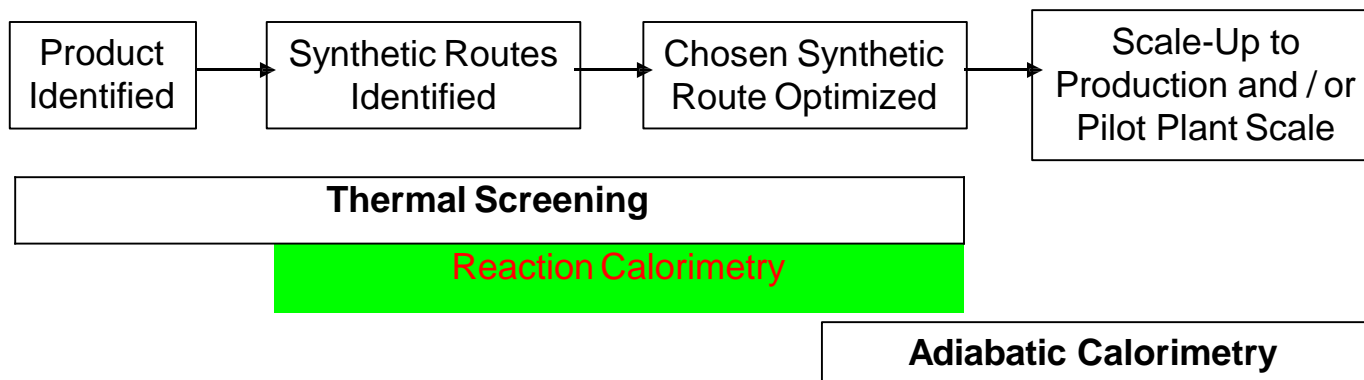 Product
Identified
Synthetic Routes
Identified
Chosen Synthetic
Route Optimized
Scale-Up to
Production and / or
Pilot Plant Scale
Thermal Screening
Reaction Calorimetry
Adiabatic Calorimetry